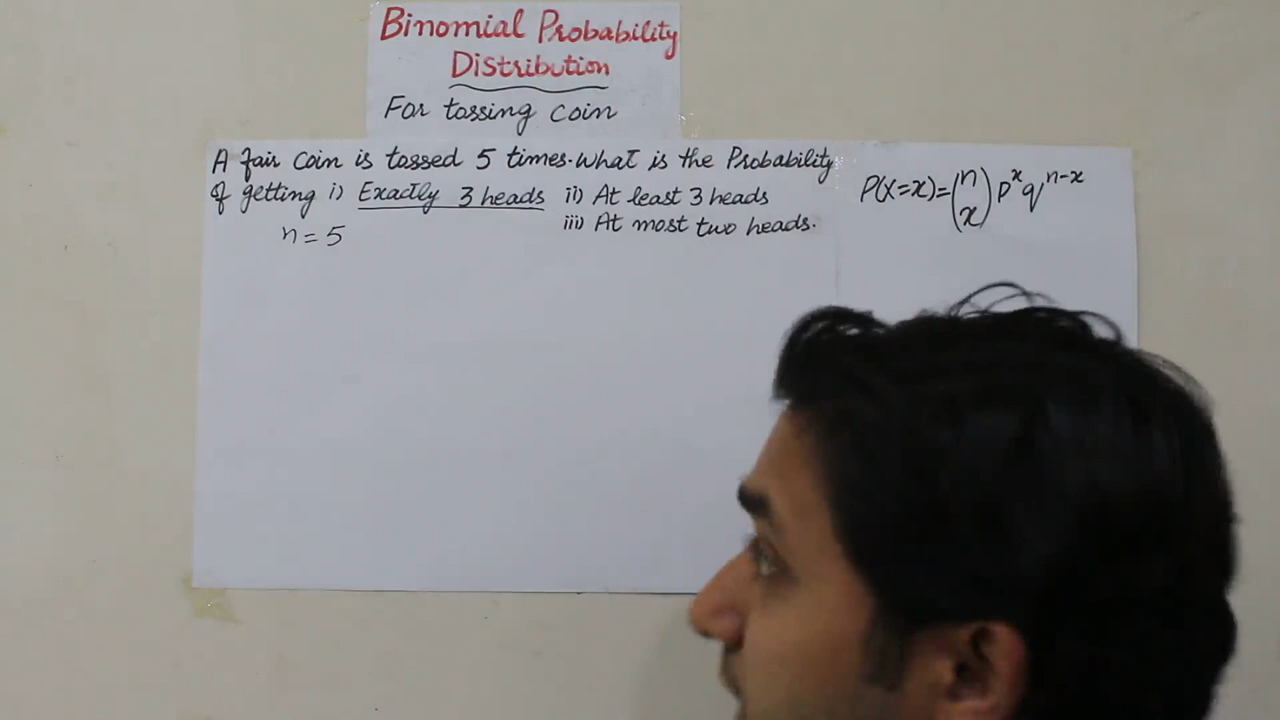 Binomial Probability
Distribution
For tossing coin
A fair coin is tossed 5 times. What is the Probability
of getting i) Exactly 3 heads ii) At least 3 heads
iii) At most two heads.
n = 5
P(X=x)=(n x) p^x q^n-x